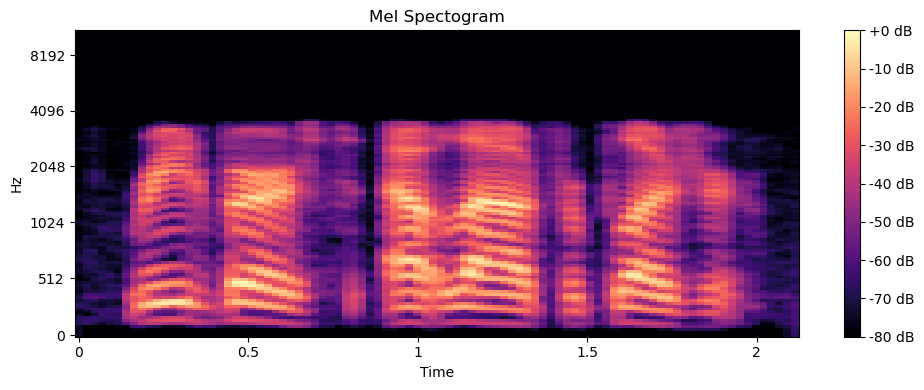 Mel Spectogram
8192
4096
2048
1024
512
0
Hz
0
0.5
1
1.5
2
Time
+0 dB
-10 dB
-20 dB
-30 dB
-40 dB
-50 dB
-60 dB
-70 dB
-80 dB